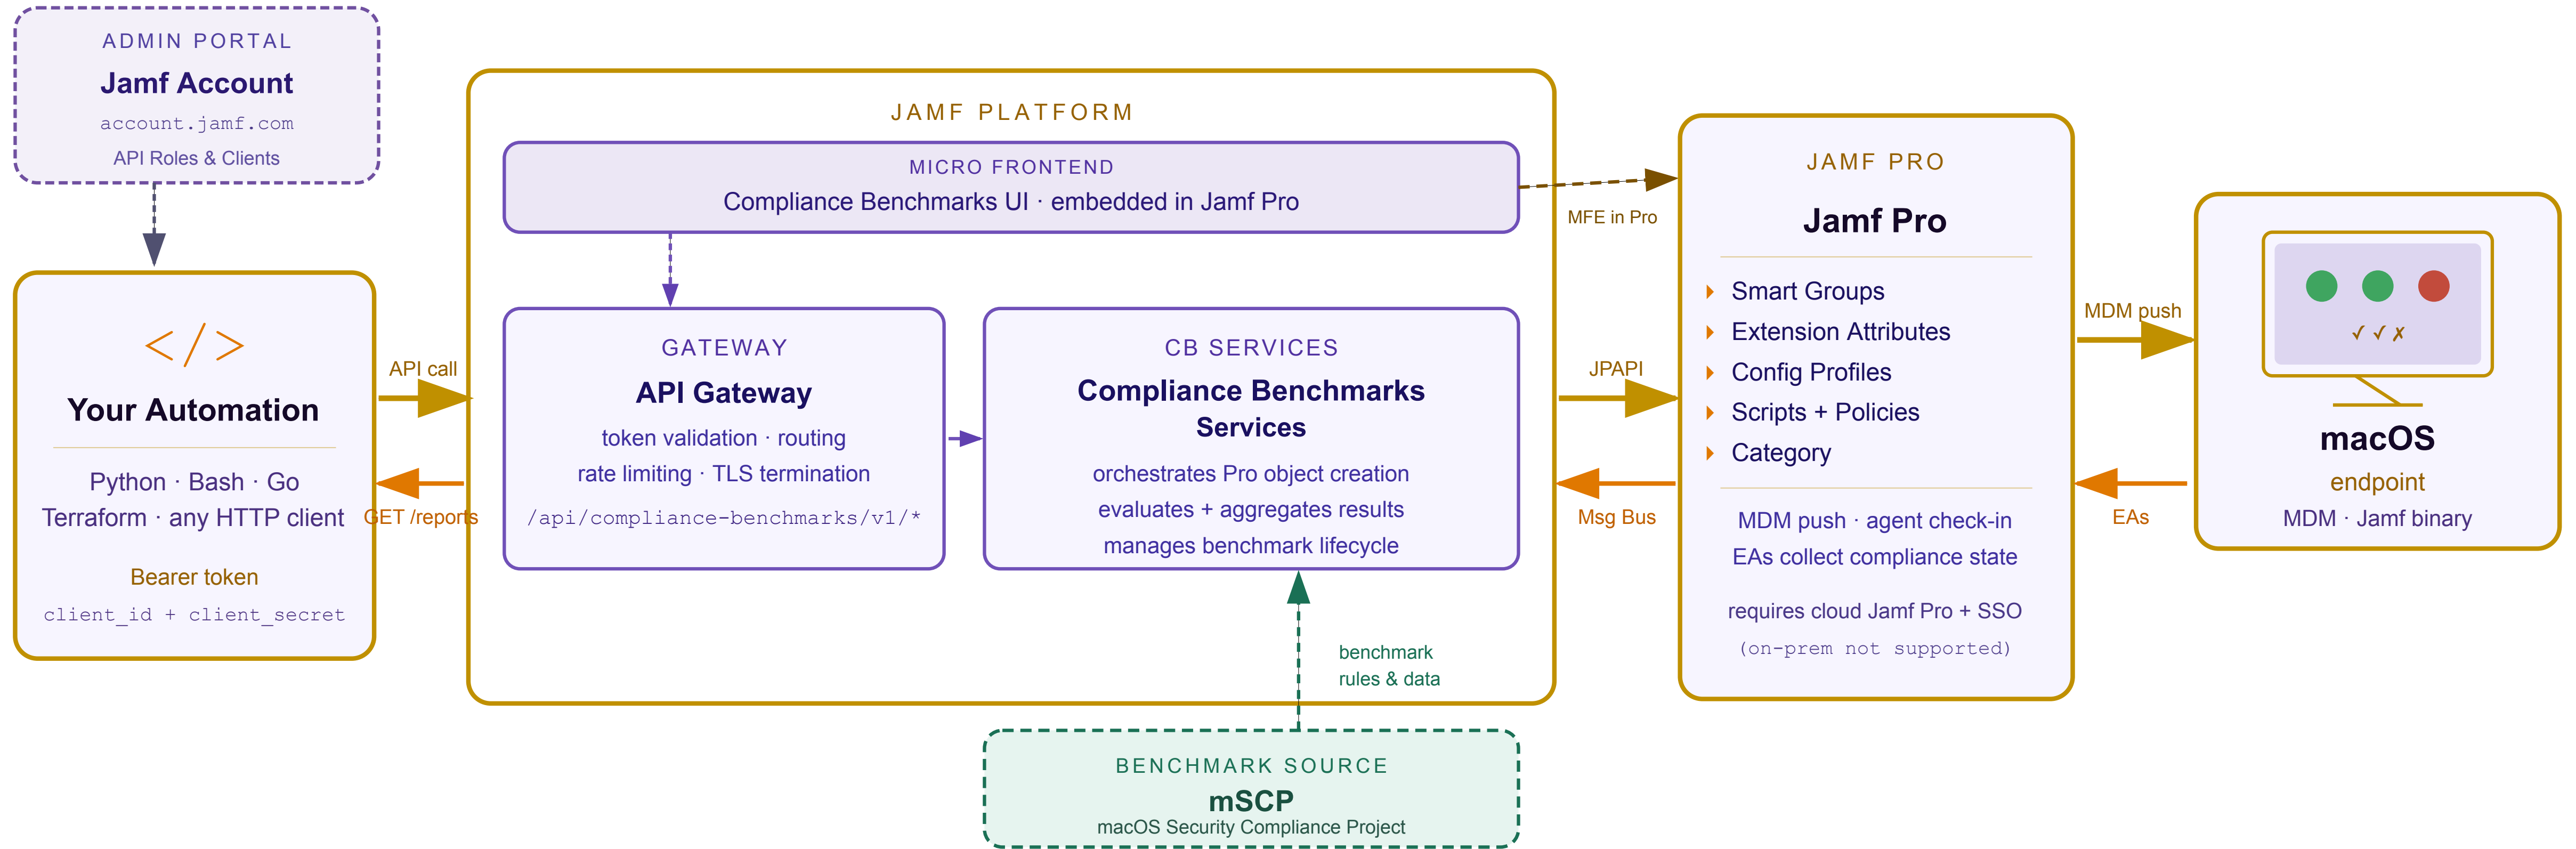 ADMIN PORTAL
Jamf Account
account.jamf.com
API Roles & Clients
</>
Your Automation
Python · Bash · Go
Terraform · any HTTP client
Bearer token
client_id + client_secret
API call
GET /reports
JAMF PLATFORM
MICRO FRONTEND
Compliance Benchmarks UI · embedded in Jamf Pro
GATEWAY
API Gateway
token validation · routing
rate limiting · TLS termination
/api/compliance-benchmarks/v1/*
CB SERVICES
Compliance Benchmarks
Services
orchestrates Pro object creation
evaluates + aggregates results
manages benchmark lifecycle
benchmark
rules & data
BENCHMARK SOURCE
mSCP
macOS Security Compliance Project
MFE in Pro
JPAPI
Msg Bus
JAMF PRO
Jamf Pro
Smart Groups
Extension Attributes
Config Profiles
Scripts + Policies
Category
MDM push · agent check-in
EAs collect compliance state
requires cloud Jamf Pro + SSO
(on-prem not supported)
MDM push
EAs
✓ ✓ ✗
macOS
endpoint
MDM · Jamf binary